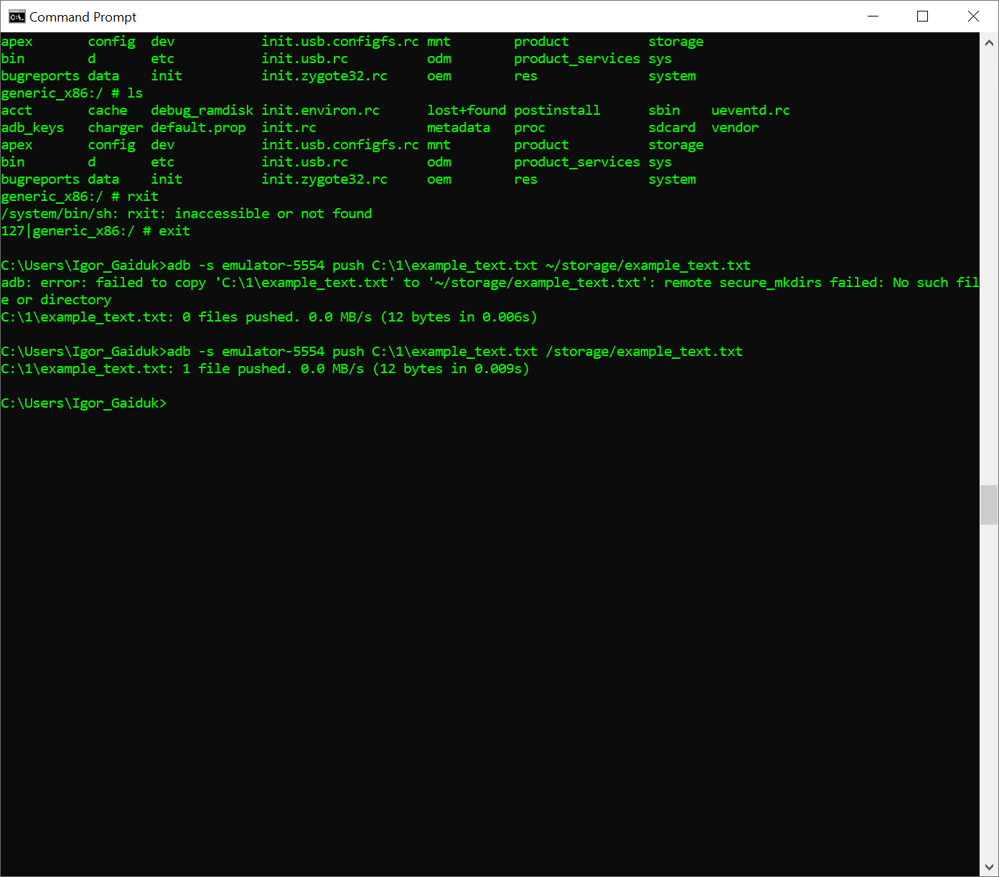 Command Prompt
apex config dev init.usb.configfs.rc mnt product storage
bin d etc init.usb.rc odm product_services sys
bugreports data init init.zygote32.rc oem res system
generic_x86:/ # ls
acct cache debug_ramdisk init.environ.rc lost+found postinstall sbin ueventd.rc
adb_keys charger default.prop init.rc metadata proc sdcard vendor
apex config dev init.usb.configfs.rc mnt product storage
bin d etc init.usb.rc odm product_services sys
bugreports data init init.zygote32.rc oem res system
generic_x86:/ # rxit
/system/bin/sh: rxit: inaccessible or not found
127|generic_x86:/ # exit
C:\Users\Igor_Gaiduk>adb -s emulator-5554 push C:\1\example_text.txt ~/storage/example_text.txt
adb: error: failed to copy 'C:\1\example_text.txt' to '~/storage/example_text.txt': remote secure_mkdirs failed: No such fil
e or directory
C:\1\example_text.txt: 0 files pushed. 0.0 MB/s (12 bytes in 0.006s)
C:\Users\Igor_Gaiduk>adb -s emulator-5554 push C:\1\example_text.txt /storage/example_text.txt
C:\1\example_text.txt: 1 file pushed. 0.0 MB/s (12 bytes in 0.009s)
C:\Users\Igor_Gaiduk>